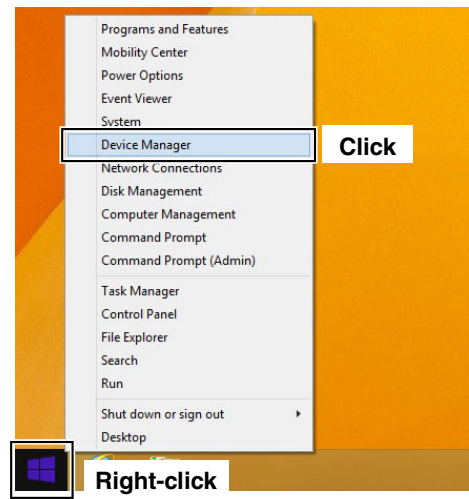 Programs and Features
Mobility Center
Power Options
Event Viewer
System
Device Manager
Click
Network Connections
Disk Management
Computer Management
Command Prompt
Command Prompt (Admin)
Task Manager
Control Panel
File Explorer
Search
Run
Shut down or sign out
Desktop
Right-click